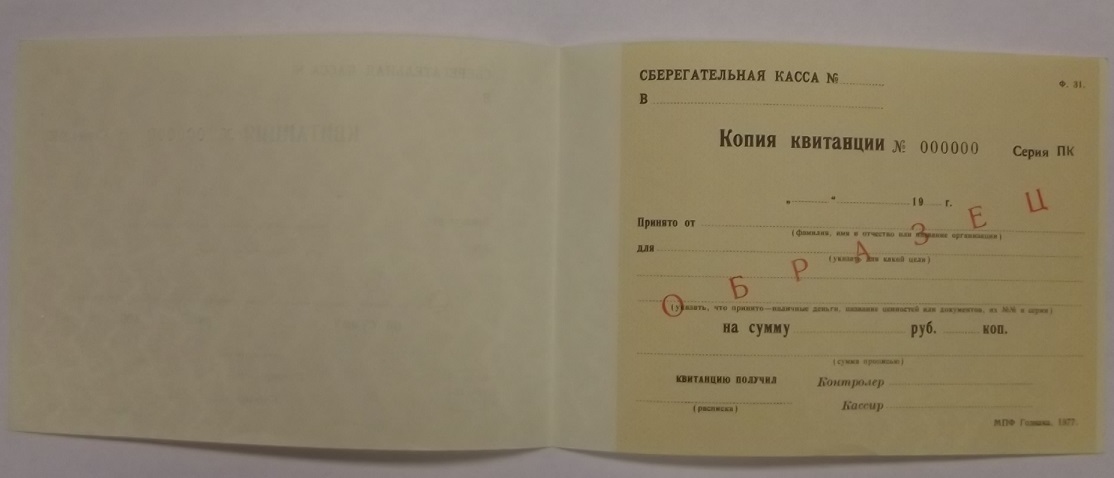 СБЕРЕГАТЕЛЬНАЯ КАССА №
Ф. 31.
В
Копия квитанции № 000000 Серия ПК
„ “ 19 г.
Принято от
(фамилия, имя и отчество или название организации)
для
(указать для какой цели)
ОБРАЗЕЦ
(указать, что принято—наличные деньги, название ценностей или документов, их №№ и серии)
на сумму руб. коп.
(сумма прописью)
КВИТАНЦИЮ ПОЛУЧИЛ
Контролер
(расписка)
Кассир
МПФ Гознака. 1977.